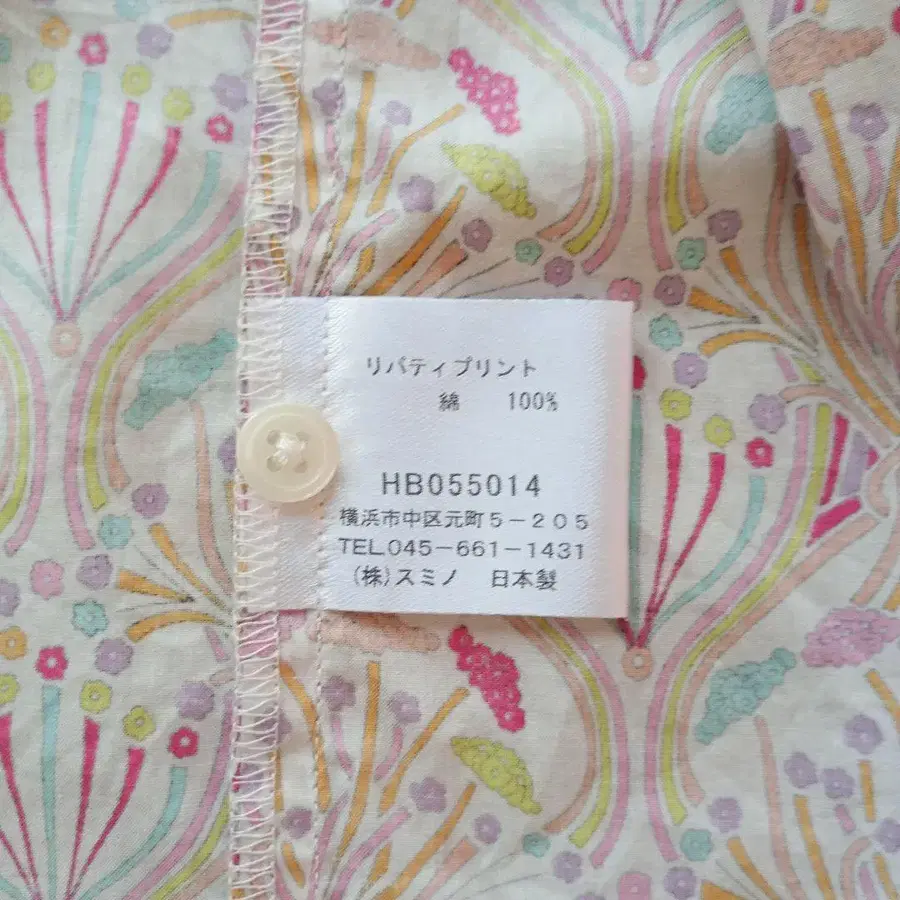 リバティプリント
綿 100%
HB055014
横浜市中区元町5-205
TEL.045-661-1431
(株)スミノ 日本製